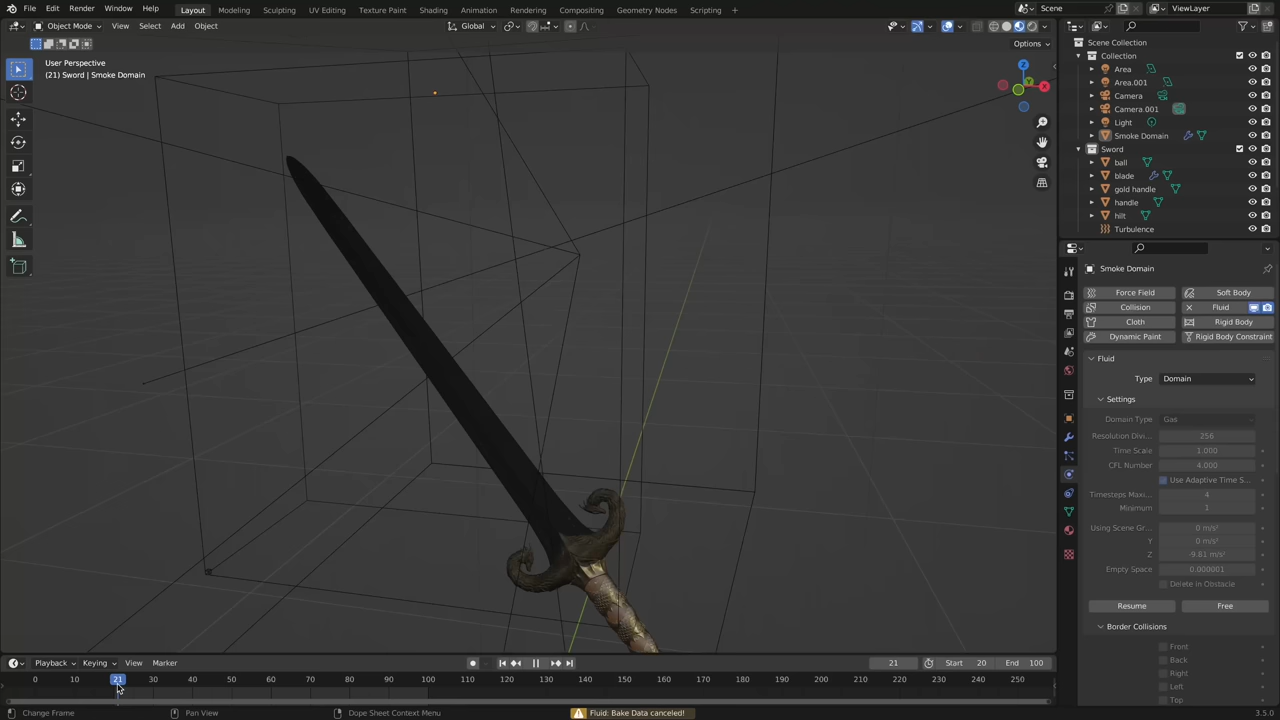 File Edit Render Window Help Layout Modeling Sculpting UV Editing Texture Paint Shading Animation Rendering Compositing Geometry Nodes Scripting + Scene ViewLayer
Object Mode View Select Add Object Global
Options
User Perspective
(21) Sword | Smoke Domain
Z
Y
X
Scene Collection
Collection
Area
Area.001
Camera
Camera.001
Light
Smoke Domain
Sword
ball
blade
gold handle
handle
hilt
Turbulence
Smoke Domain
Force Field Soft Body
Collision Fluid
Cloth Rigid Body
Dynamic Paint Rigid Body Constraint
Fluid
Type Domain
Settings
Domain Type Gas
Resolution Divi... 256
Time Scale 1.000
CFL Number 4.000
Use Adaptive Time S...
Timesteps Maxi... 4
Minimum 1
Using Scene Gr... 0 m/s²
Y 0 m/s²
Z -9.81 m/s²
Empty Space 0.000001
Delete in Obstacle
Resume Free
Border Collisions
Front
Back
Right
Left
Top
Playback Keying View Marker 21 Start 20 End 100
0 10 21 30 40 50 60 70 80 90 100 110 120 130 140 150 160 170 180 190 200 210 220 230 240 250
Change Frame Pan View Dope Sheet Context Menu Fluid: Bake Data canceled! 3.5.0